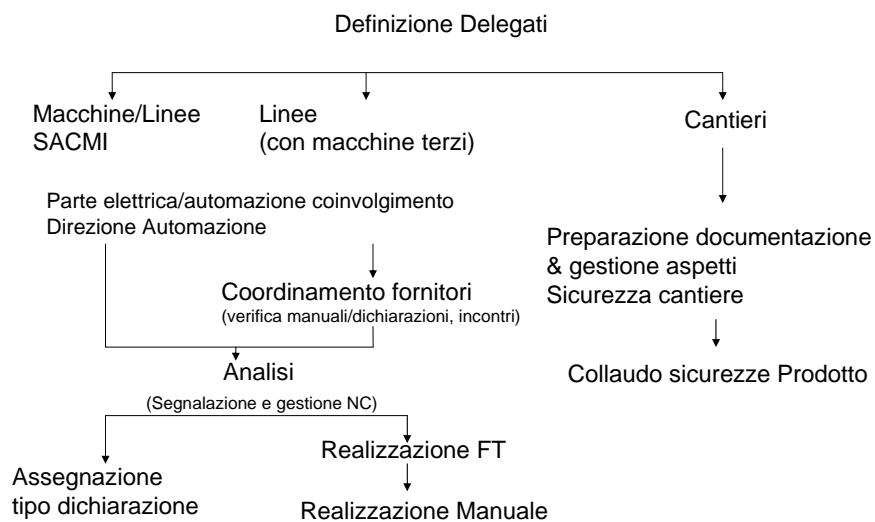 Definizione Delegati
Macchine/Linee
SACMI
Linee
(con macchine terzi)
Cantieri
Parte elettrica/automazione coinvolgimento
Direzione Automazione
Preparazione documentazione
& gestione aspetti
Sicurezza cantiere
Coordinamento fornitori
(verifica manuali/dichiarazioni, incontri)
Analisi
Collaudo sicurezze Prodotto
(Segnalazione e gestione NC)
Realizzazione FT
Assegnazione
tipo dichiarazione
Realizzazione Manuale